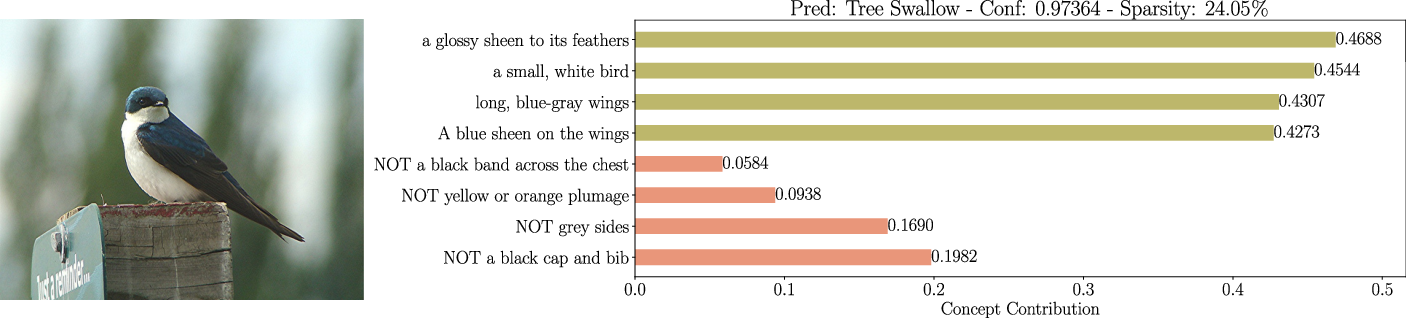 Pred: Tree Swallow - Conf: 0.97364 - Sparsity: 24.05%
a glossy sheen to its feathers 0.4688
a small, white bird 0.4544
long, blue-gray wings 0.4307
A blue sheen on the wings 0.4273
NOT a black band across the chest 0.0584
NOT yellow or orange plumage 0.0938
NOT grey sides 0.1690
NOT a black cap and bib 0.1982
0.0 0.1 0.2 0.3 0.4 0.5
Concept Contribution
Just a reminder...